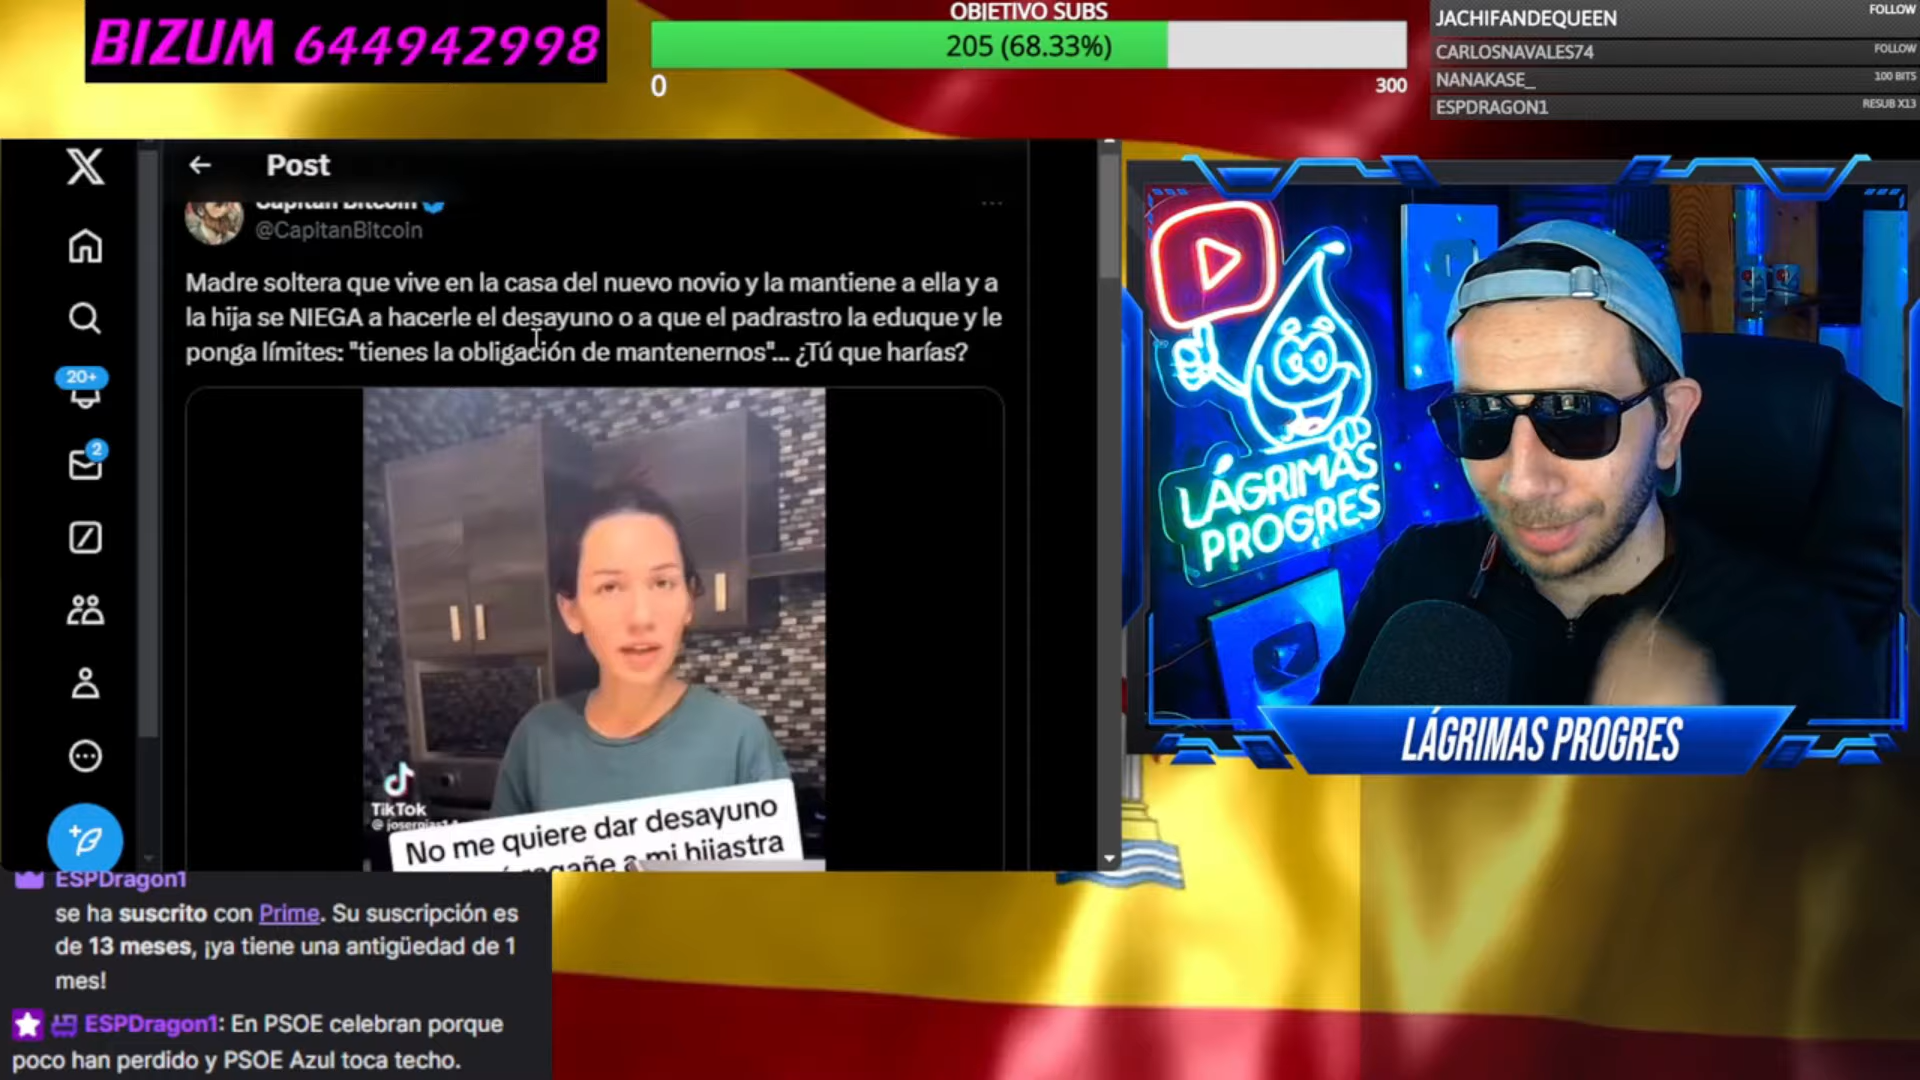 BIZUM 644942998
OBJETIVO SUBS
205 (68.33%)
0
300
JACHIFANDEQUEEN
FOLLOW
CARLOSNAVALES74
FOLLOW
NANAKASE_
100 BITS
ESPDRAGON1
RESUB X13
Post
Capitan Bitcoin
@CapitanBitcoin
Madre soltera que vive en la casa del nuevo novio y la mantiene a ella y a
la hija se NIEGA a hacerle el desayuno o a que el padrastro la eduque y le
ponga límites: "tienes la obligación de mantenernos"... ¿Tú que harías?
20+
2
TikTok
No me quiere dar desayuno
a mi hijastra
LÁGRIMAS
PROGRES
LÁGRIMAS PROGRES
ESPDragon1
se ha suscrito con Prime. Su suscripción es
de 13 meses, ¡ya tiene una antigüedad de 1
mes!
ESPDragon1: En PSOE celebran porque
poco han perdido y PSOE Azul toca techo.